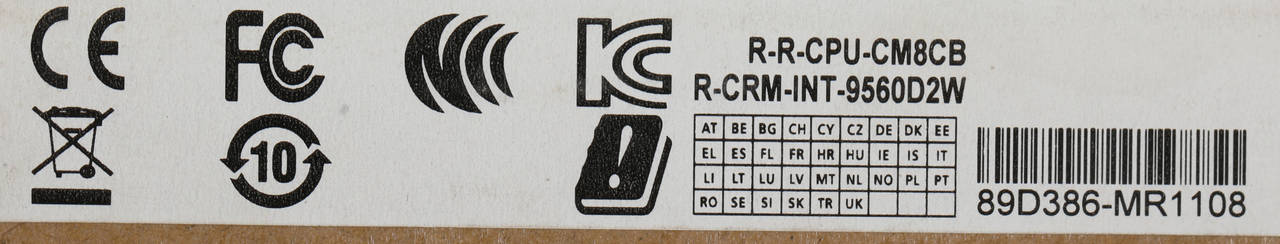 CE FC NCC KC
R-R-CPU-CM8CB
R-CRM-INT-9560D2W
10
!
AT BE BG CH CY CZ DE DK EE
EL ES FL FR HR HU IE IS IT
LI LT LU LV MT NL NO PL PT
RO SE SI SK TR UK
89D386-MR1108